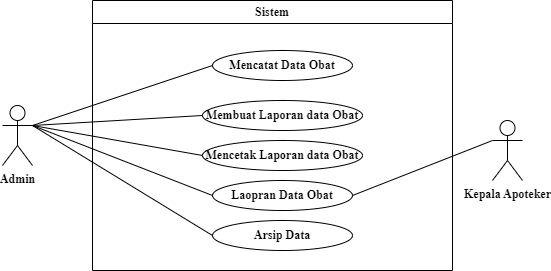 Sistem
Mencatat Data Obat
Membuat Laporan data Obat
Mencetak Laporan data Obat
Laopran Data Obat
Arsip Data
Admin
Kepala Apoteker